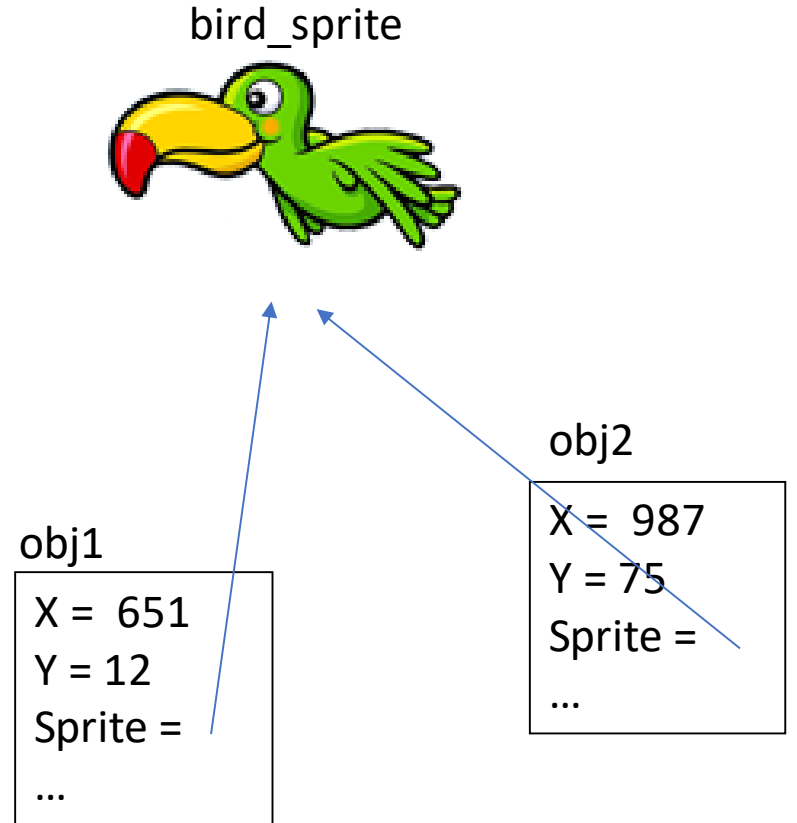 bird_sprite
obj1
X =  651
Y = 12
Sprite =
...
obj2
X =  987
Y = 75
Sprite =
...